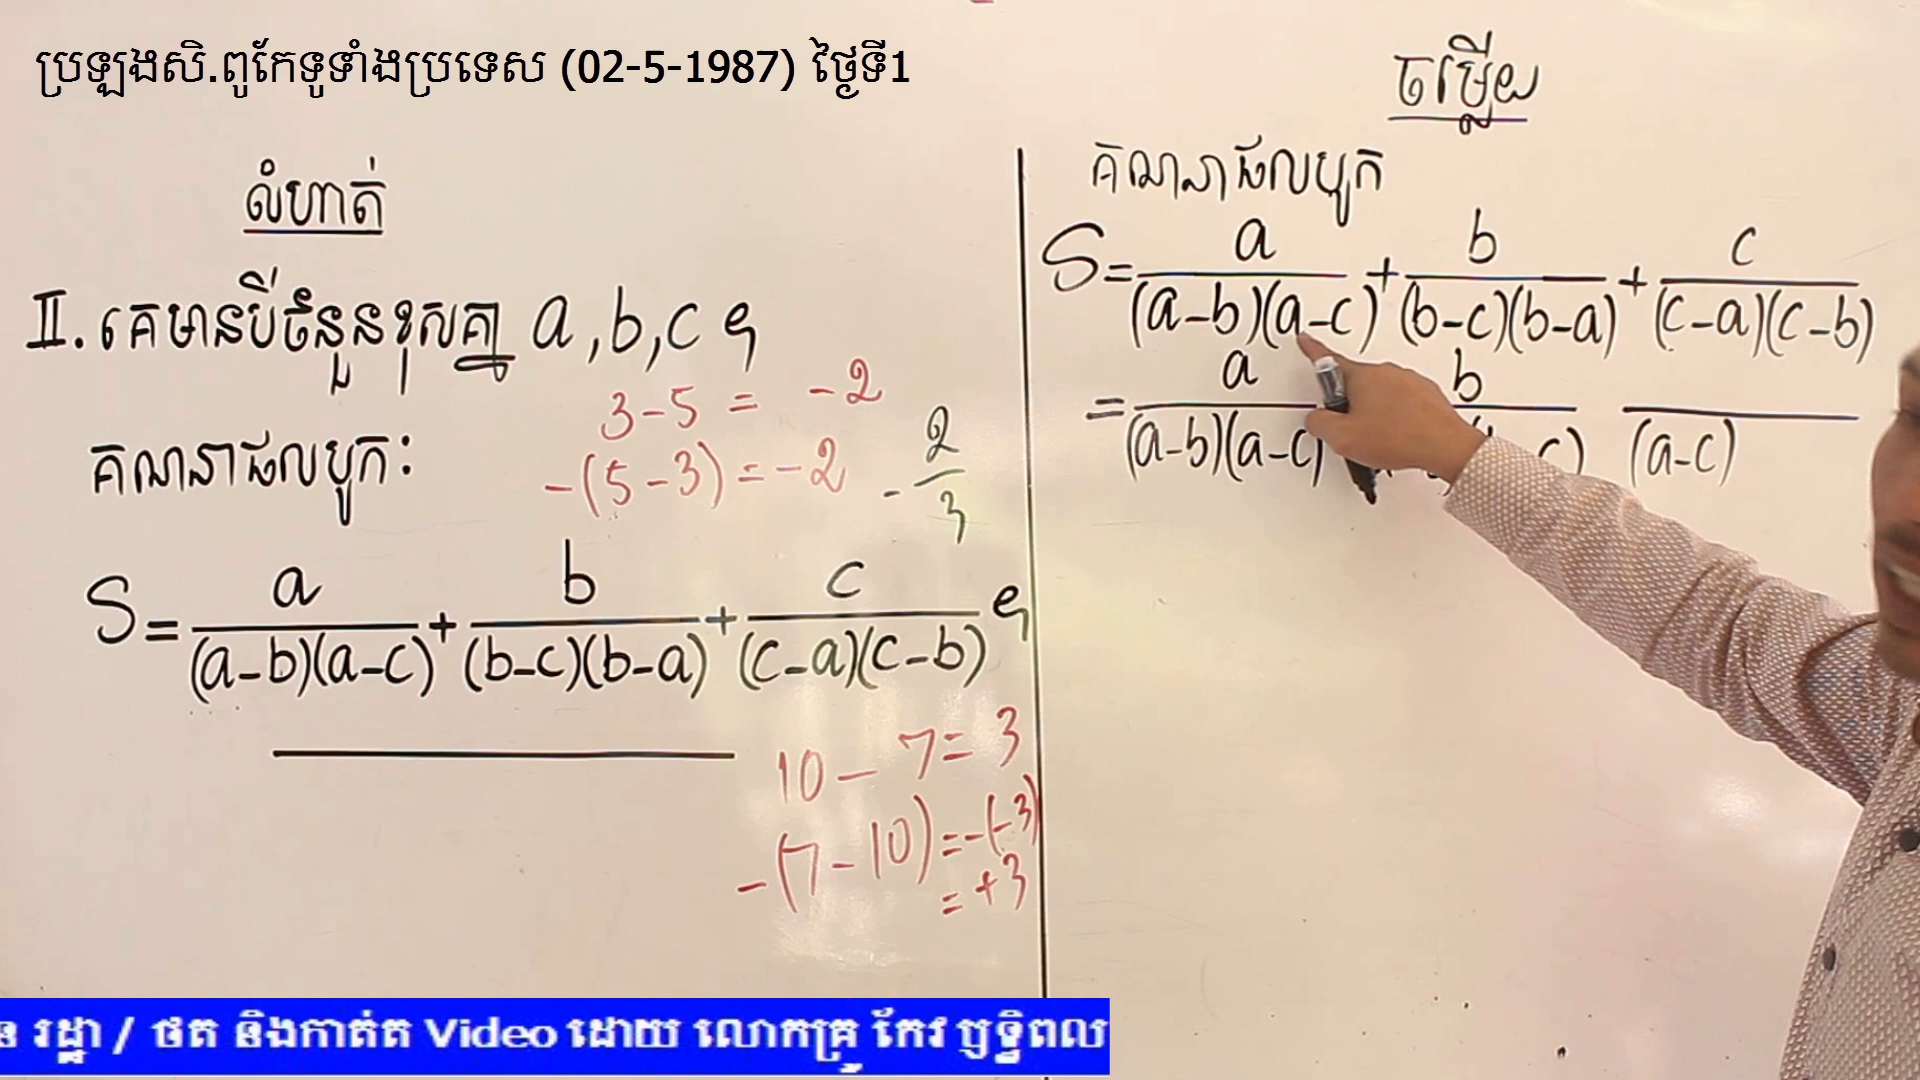 ប្រឡងសិ.ពូកែទូទាំងប្រទេស (02-5-1987) ថ្ងៃទី1
លំហាត់
II. គេមានបីចំនួនខុសគ្នា a, b, c ។
គណនាផលបូក:
S = a/((a-b)(a-c)) + b/((b-c)(b-a)) + c/((c-a)(c-b)) ។
3-5 = -2
-(5-3) = -2
-2/3
10-7 = 3
-(7-10) = -(-3)
= +3
ចម្លើយ
គណនាផលបូក
S = a/((a-b)(a-c)) + b/((b-c)(b-a)) + c/((c-a)(c-b))
= a/((a-b)(a-c)) b (a-c)
រដ្ឋា / ថត និងកាត់ត Video ដោយ លោកគ្រូ កែវ ឫទ្ធិពល